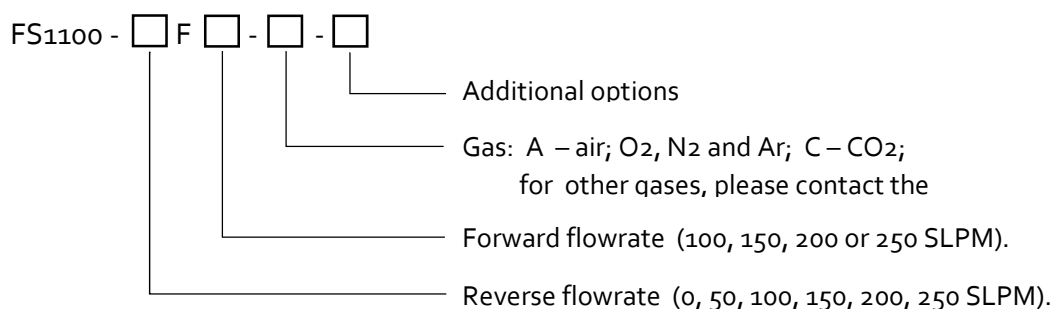 FS1100 - F - -
Additional options
Gas: A – air; O2, N2 and Ar; C – CO2;
for other gases, please contact the
Forward flowrate (100, 150, 200 or 250 SLPM).
Reverse flowrate (0, 50, 100, 150, 200, 250 SLPM).